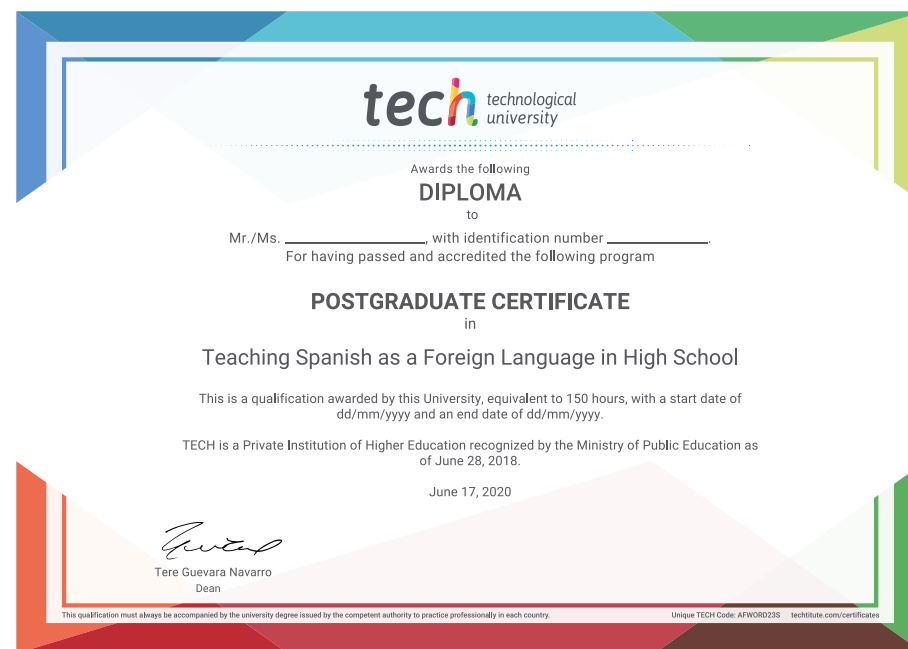 tech technological
university
Awards the following
DIPLOMA
to
Mr./Ms. ____________________, with identification number ______________.
For having passed and accredited the following program
POSTGRADUATE CERTIFICATE
in
Teaching Spanish as a Foreign Language in High School
This is a qualification awarded by this University, equivalent to 150 hours, with a start date of
dd/mm/yyyy and an end date of dd/mm/yyyy.
TECH is a Private Institution of Higher Education recognized by the Ministry of Public Education as
of June 28, 2018.
June 17, 2020
Tere Guevara Navarro
Dean
This qualification must always be accompanied by the university degree issued by the competent authority to practice professionally in each country.
Unique TECH Code: AFWORD23S techtitute.com/certificates